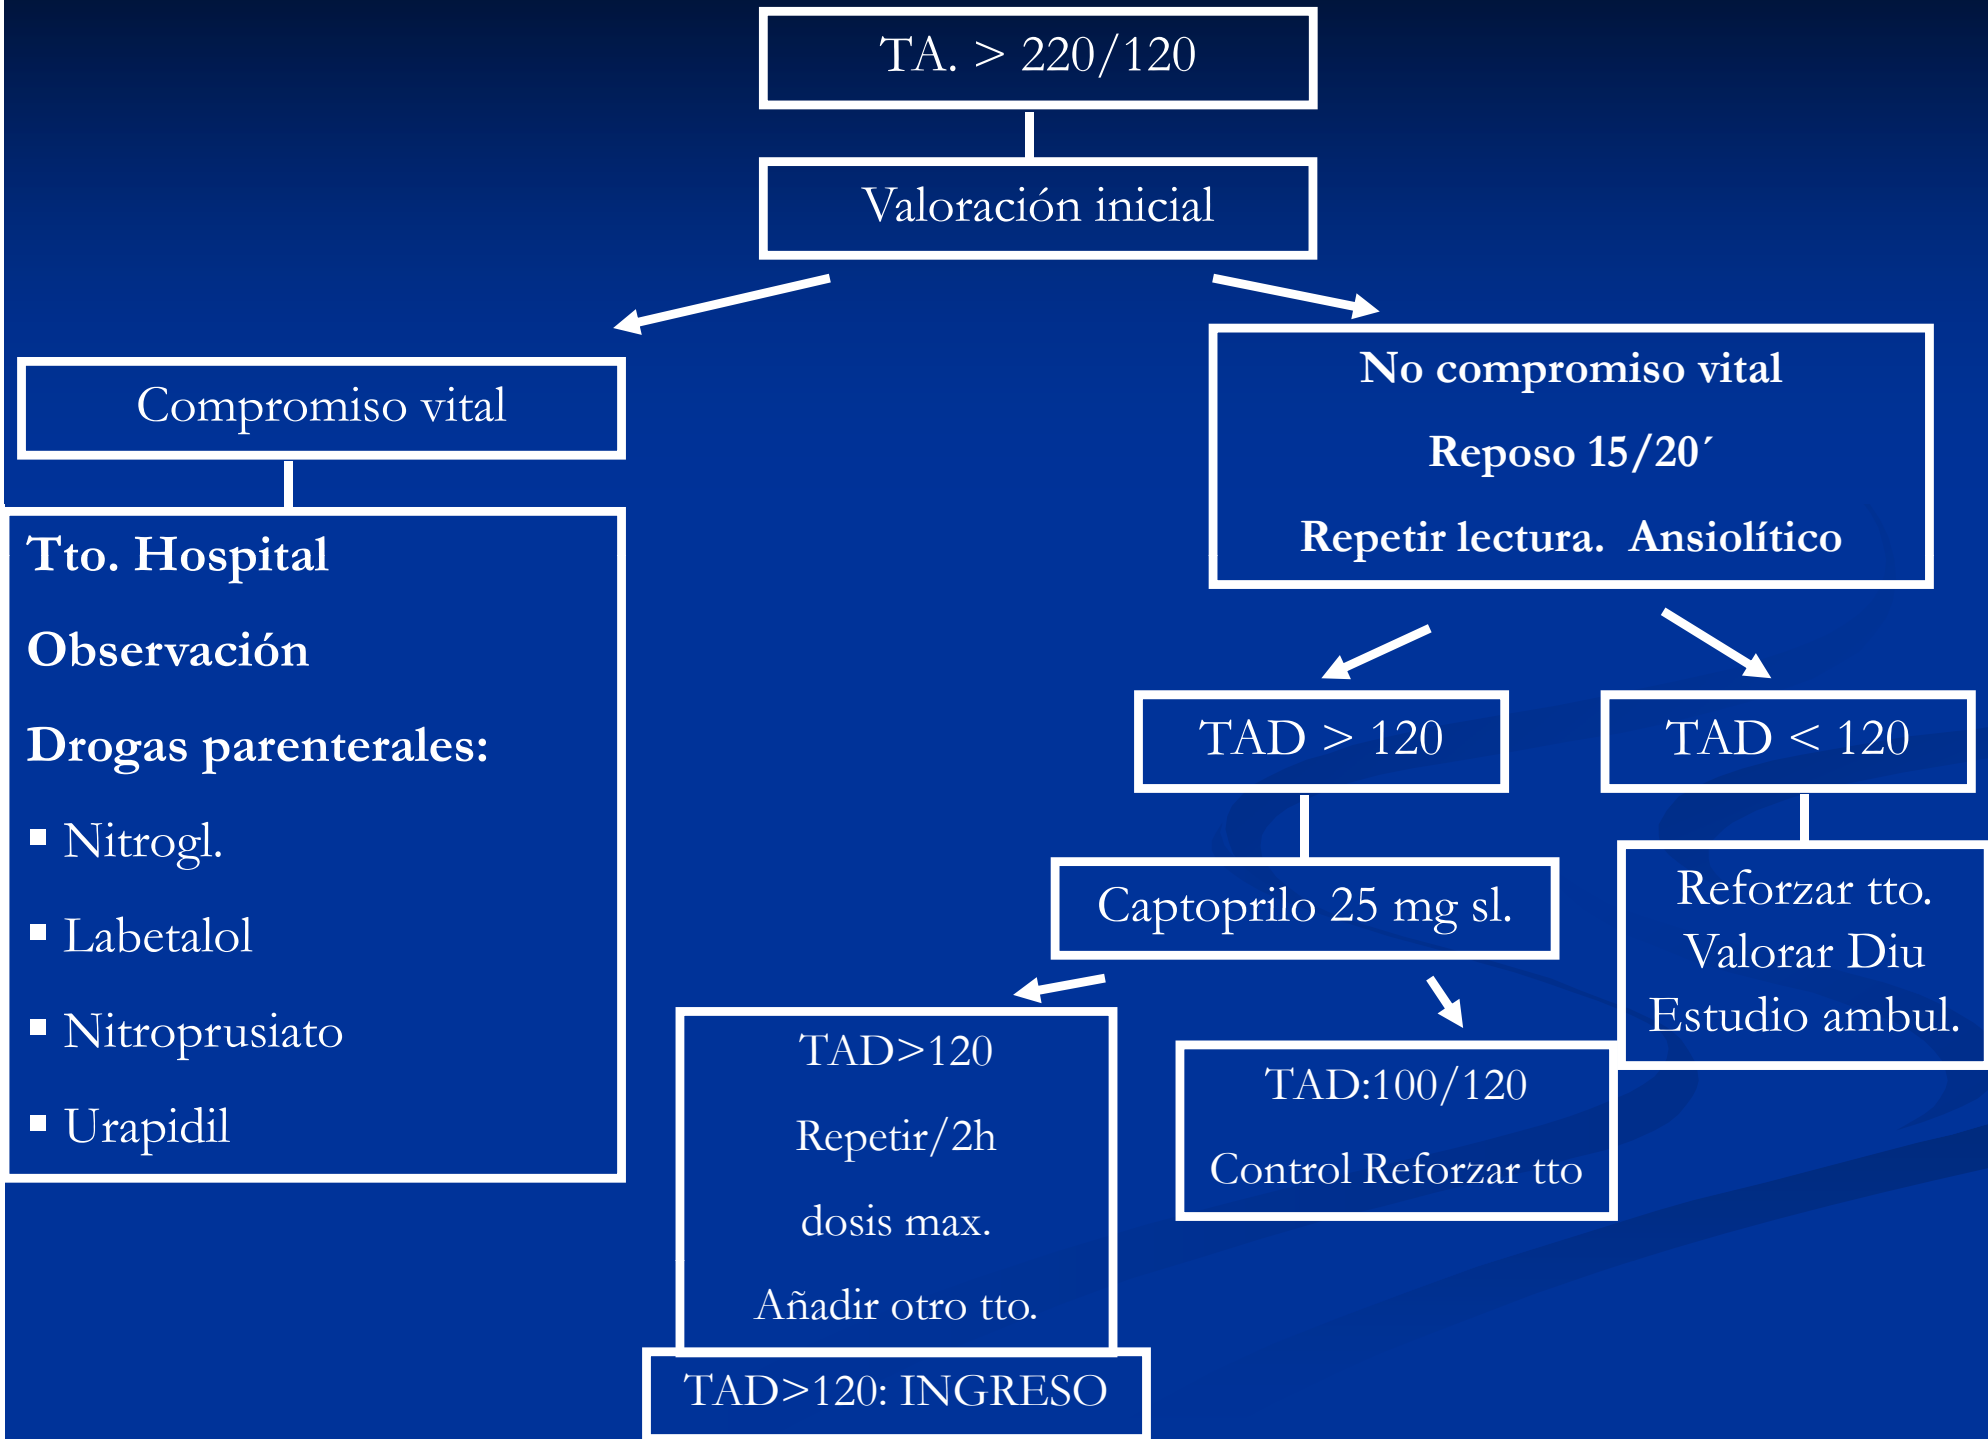 TA. > 220/120
Valoración inicial
Compromiso vital
Tto. Hospital
Observación
Drogas parenterales:
▪ Nitrogl.
▪ Labetalol
▪ Nitroprusiato
▪ Urapidil
No compromiso vital
Reposo 15/20´
Repetir lectura. Ansiolítico
TAD > 120
Captoprilo 25 mg sl.
TAD>120
Repetir/2h
dosis max.
Añadir otro tto.
TAD>120: INGRESO
TAD:100/120
Control Reforzar tto
TAD < 120
Reforzar tto.
Valorar Diu
Estudio ambul.